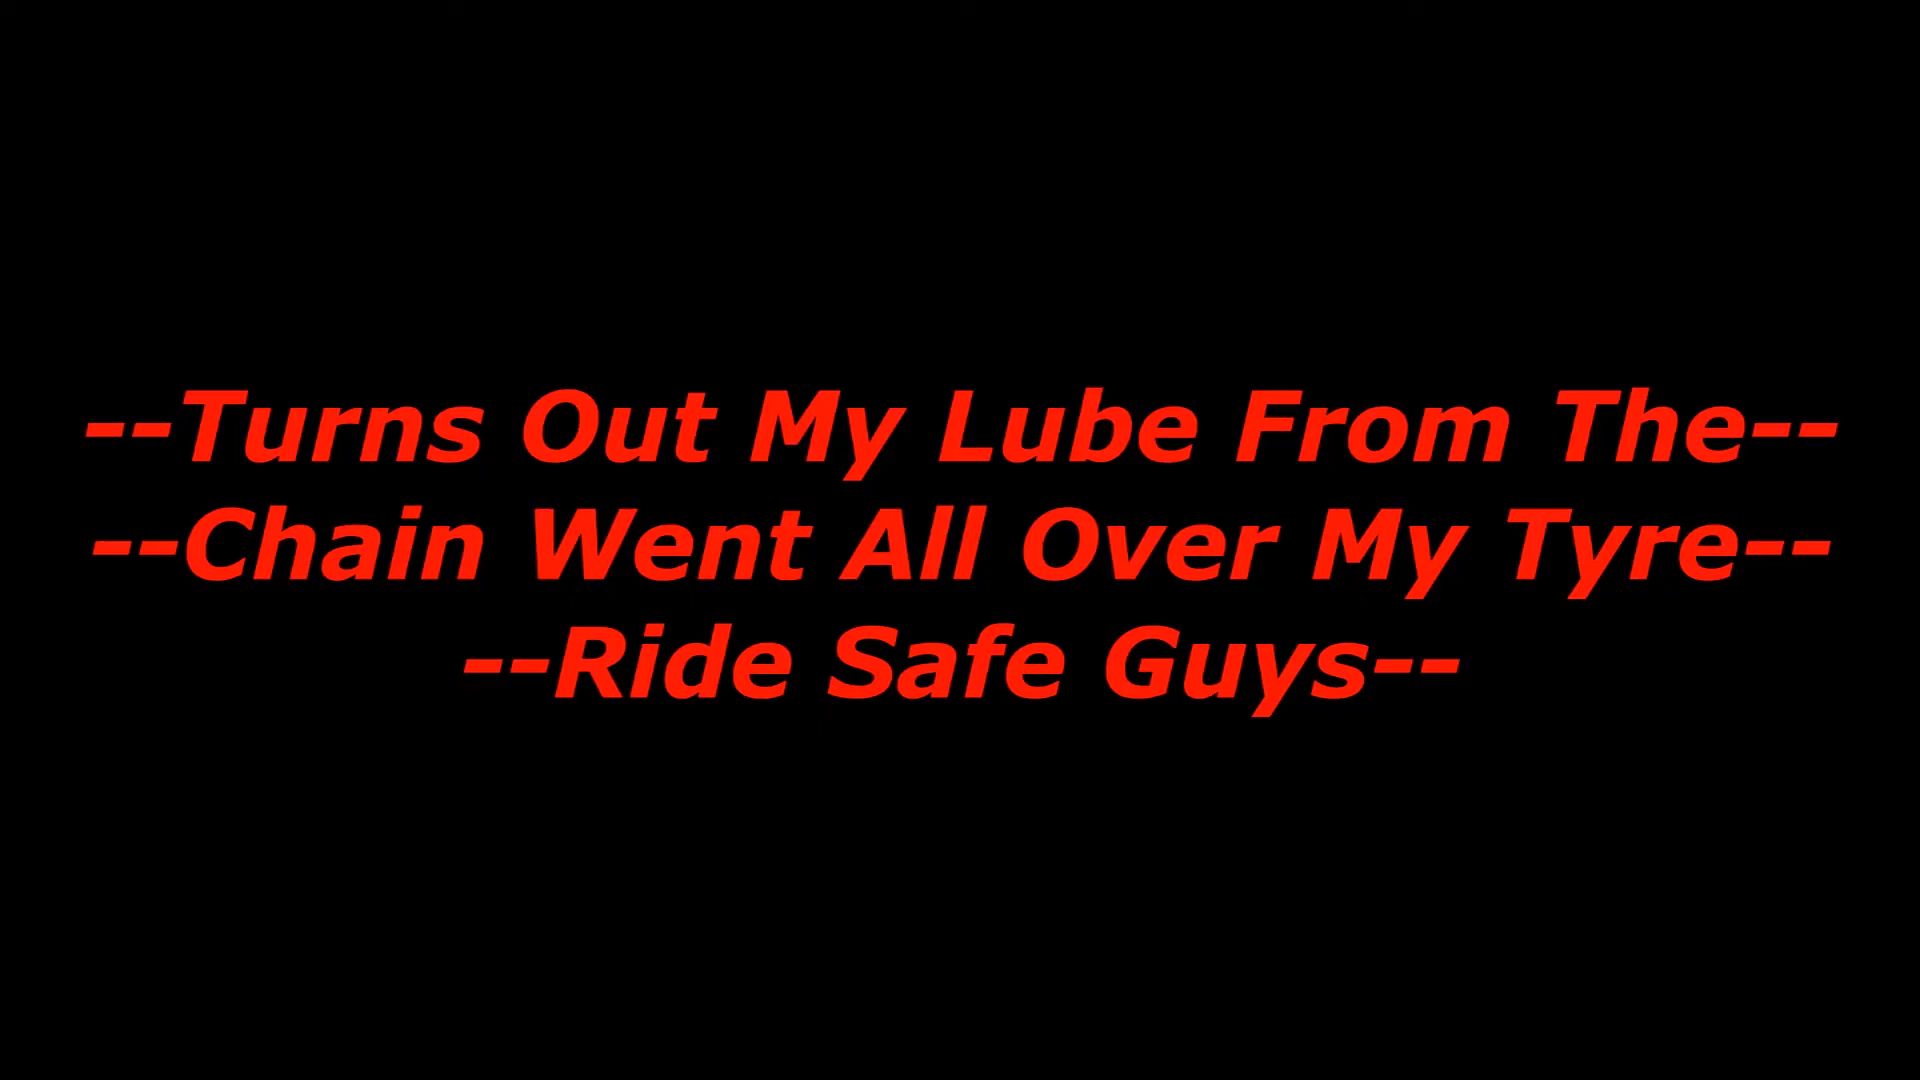 --Turns Out My Lube From The--
--Chain Went All Over My Tyre--
--Ride Safe Guys--